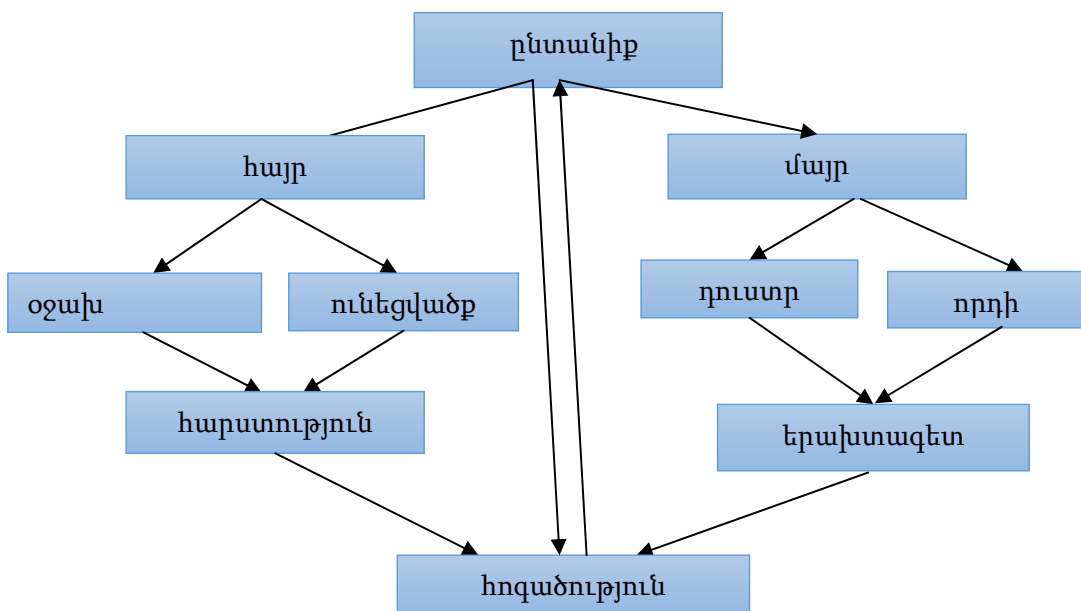 ընտանիք
հայր
մայր
օջախ
ունեցվածք
դուստր
որդի
հարստություն
երախտագետ
հոգածություն